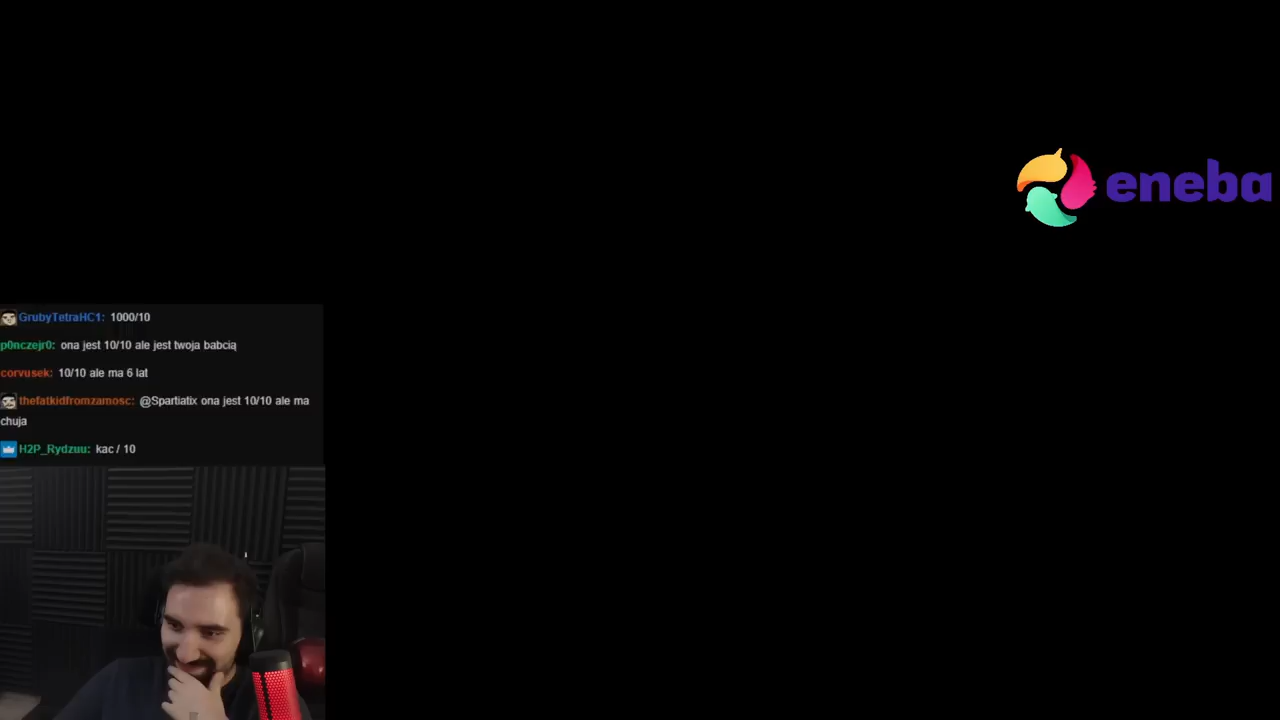 eneba
GrubyTetraHC1: 1000/10
p0nczejr0: ona jest 10/10 ale jest twoja babcią
corvusek: 10/10 ale ma 6 lat
thefatkidfromzamosc: @Spartiatix ona jest 10/10 ale ma
chuja
H2P_Rydzuu: kac / 10